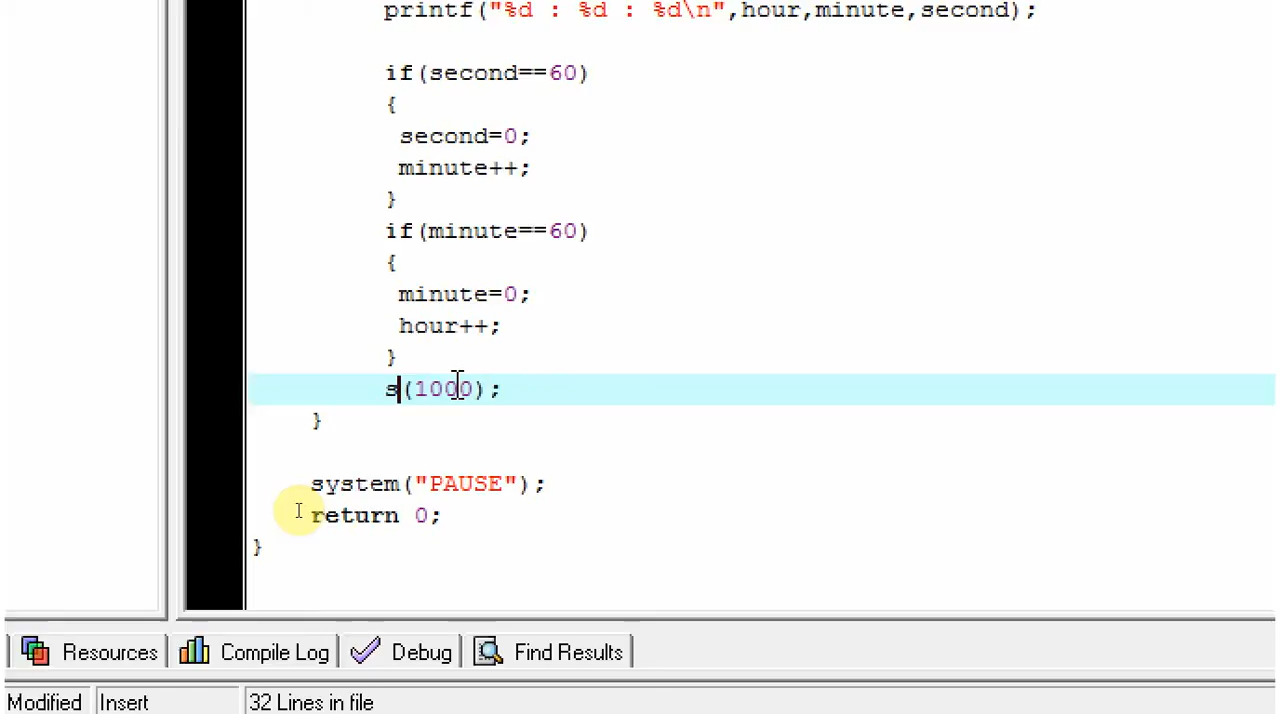 printf("%d : %d : %d\n",hour,minute,second);
if(second==60)
{
second=0;
minute++;
}
if(minute==60)
{
minute=0;
hour++;
}
s(1000);
}
system("PAUSE");
return 0;
}
Resources Compile Log Debug Find Results
Modified Insert 32 Lines in file